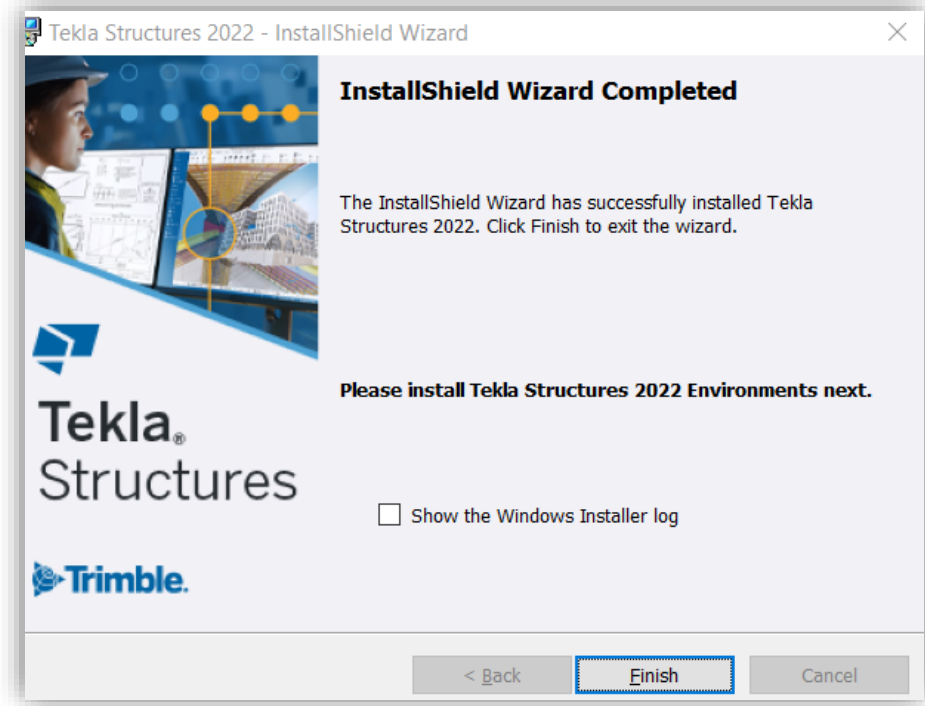 Tekla Structures 2022 - InstallShield Wizard
InstallShield Wizard Completed
The InstallShield Wizard has successfully installed Tekla
Structures 2022. Click Finish to exit the wizard.
Please install Tekla Structures 2022 Environments next.
Tekla®
Structures
Show the Windows Installer log
Trimble.
< Back
Finish
Cancel